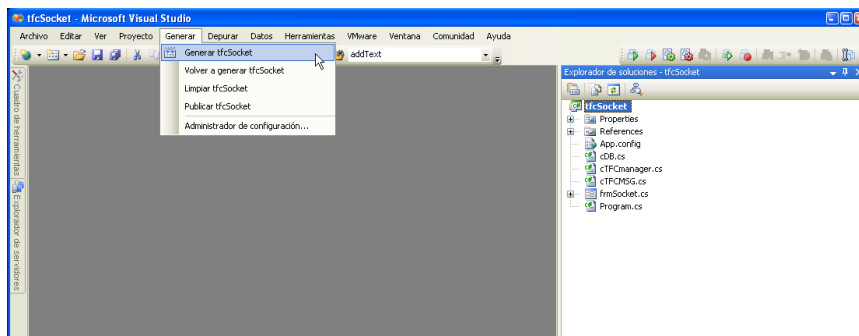 tfcSocket - Microsoft Visual Studio
Archivo Editar Ver Proyecto Generar Depurar Datos Herramientas VMware Ventana Comunidad Ayuda
addText
Generar tfcSocket
Volver a generar tfcSocket
Limpiar tfcSocket
Publicar tfcSocket
Administrador de configuración...
Cuadro de herramientas
Explorador de servidores
Explorador de soluciones - tfcSocket
tfcSocket
Properties
References
App.config
cDB.cs
cTFCmanager.cs
cTFCMSG.cs
frmSocket.cs
Program.cs